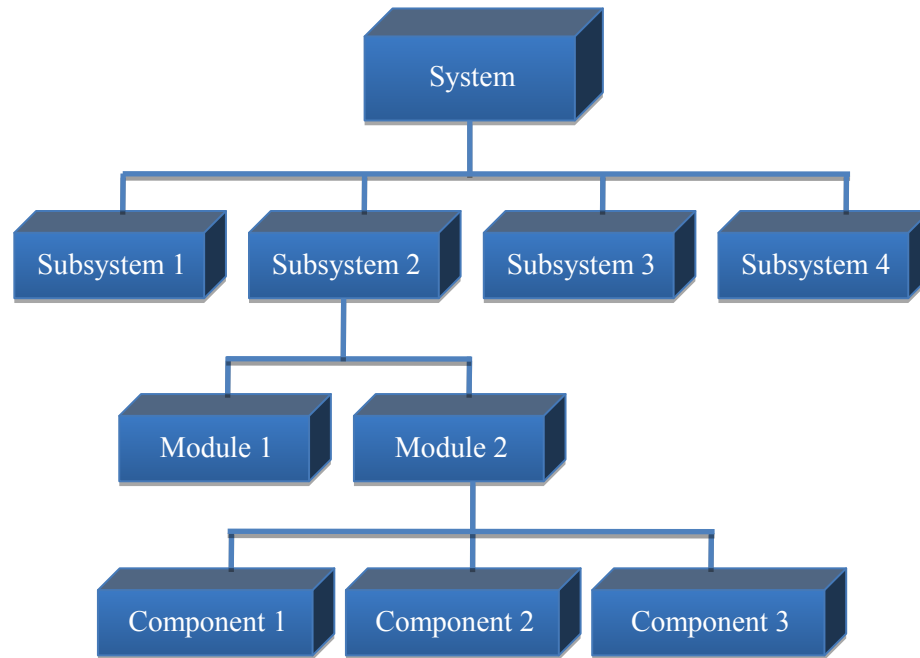 System
Subsystem 1
Subsystem 2
Subsystem 3
Subsystem 4
Module 1
Module 2
Component 1
Component 2
Component 3